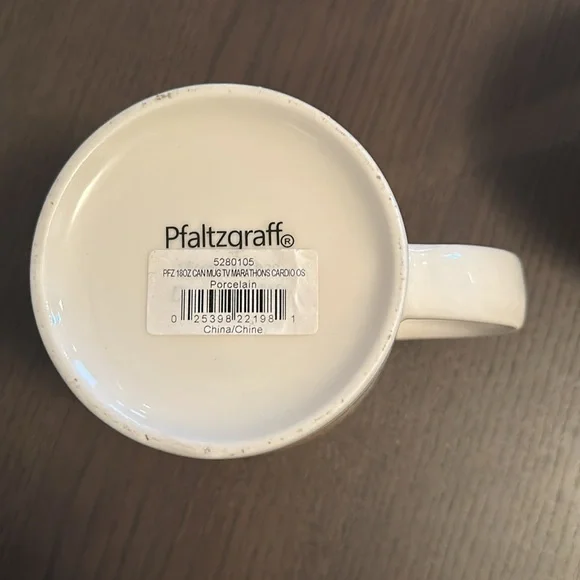 Pfaltzgraff®
5280105
PFZ 18OZ CAN MUG TV MARATHONS CARDIO OS
Porcelain
0 25398 22198 1
China/Chine